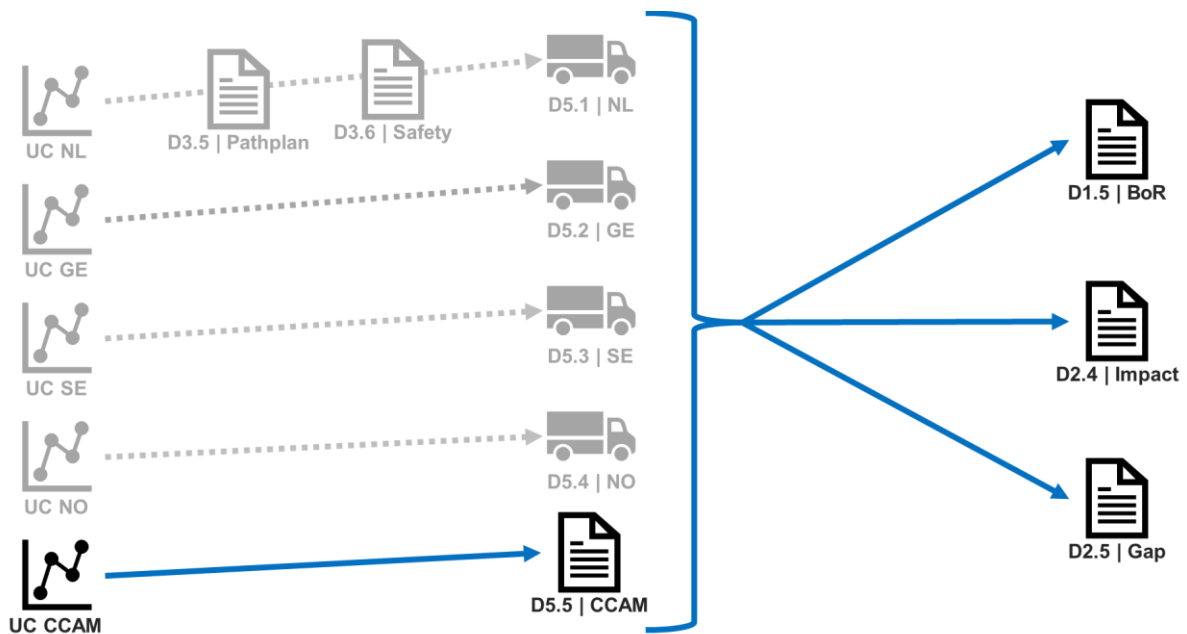 UC NL
D3.5 | Pathplan
D3.6 | Safety
D5.1 | NL
UC GE
D5.2 | GE
UC SE
D5.3 | SE
UC NO
D5.4 | NO
UC CCAM
D5.5 | CCAM
D1.5 | BoR
D2.4 | Impact
D2.5 | Gap